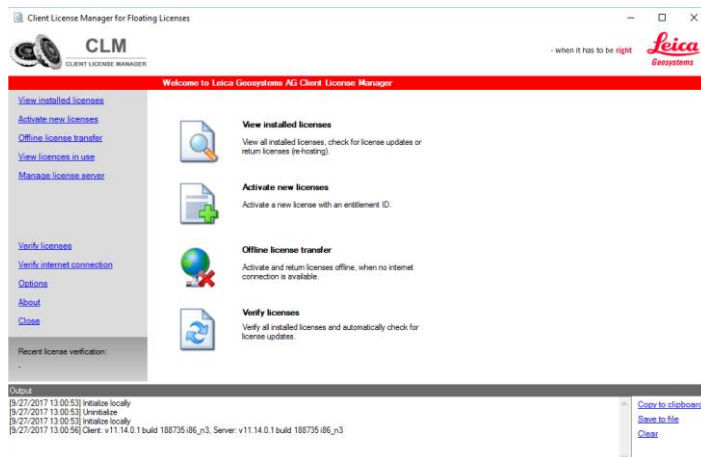 Client License Manager for Floating Licenses
CLM
CLIENT LICENSE MANAGER
- when it has to be right
Leica
Geosystems
Welcome to Leica Geosystems AG Client License Manager
View installed licenses
Activate new licenses
Offline license transfer
View licences in use
Manage license server
Verify licenses
Verify internet connection
Options
About
Close
Recent license verification:
-
View installed licenses
View all installed licenses, check for license updates or
return licenses (re-hosting).
Activate new licenses
Activate a new license with an entitlement ID.
Offline license transfer
Activate and return licenses offline, when no internet
connection is available.
Verify licenses
Verify all installed licenses and automatically check for
license updates.
Output
[9/27/2017 13:00:53] Initialize locally
[9/27/2017 13:00:53] Uninitialize
[9/27/2017 13:00:53] Initialize locally
[9/27/2017 13:00:56] Client: v11.14.0.1 build 188735 i86_n3, Server: v11.14.0.1 build 188735 i86_n3
Copy to clipboard
Save to file
Clear